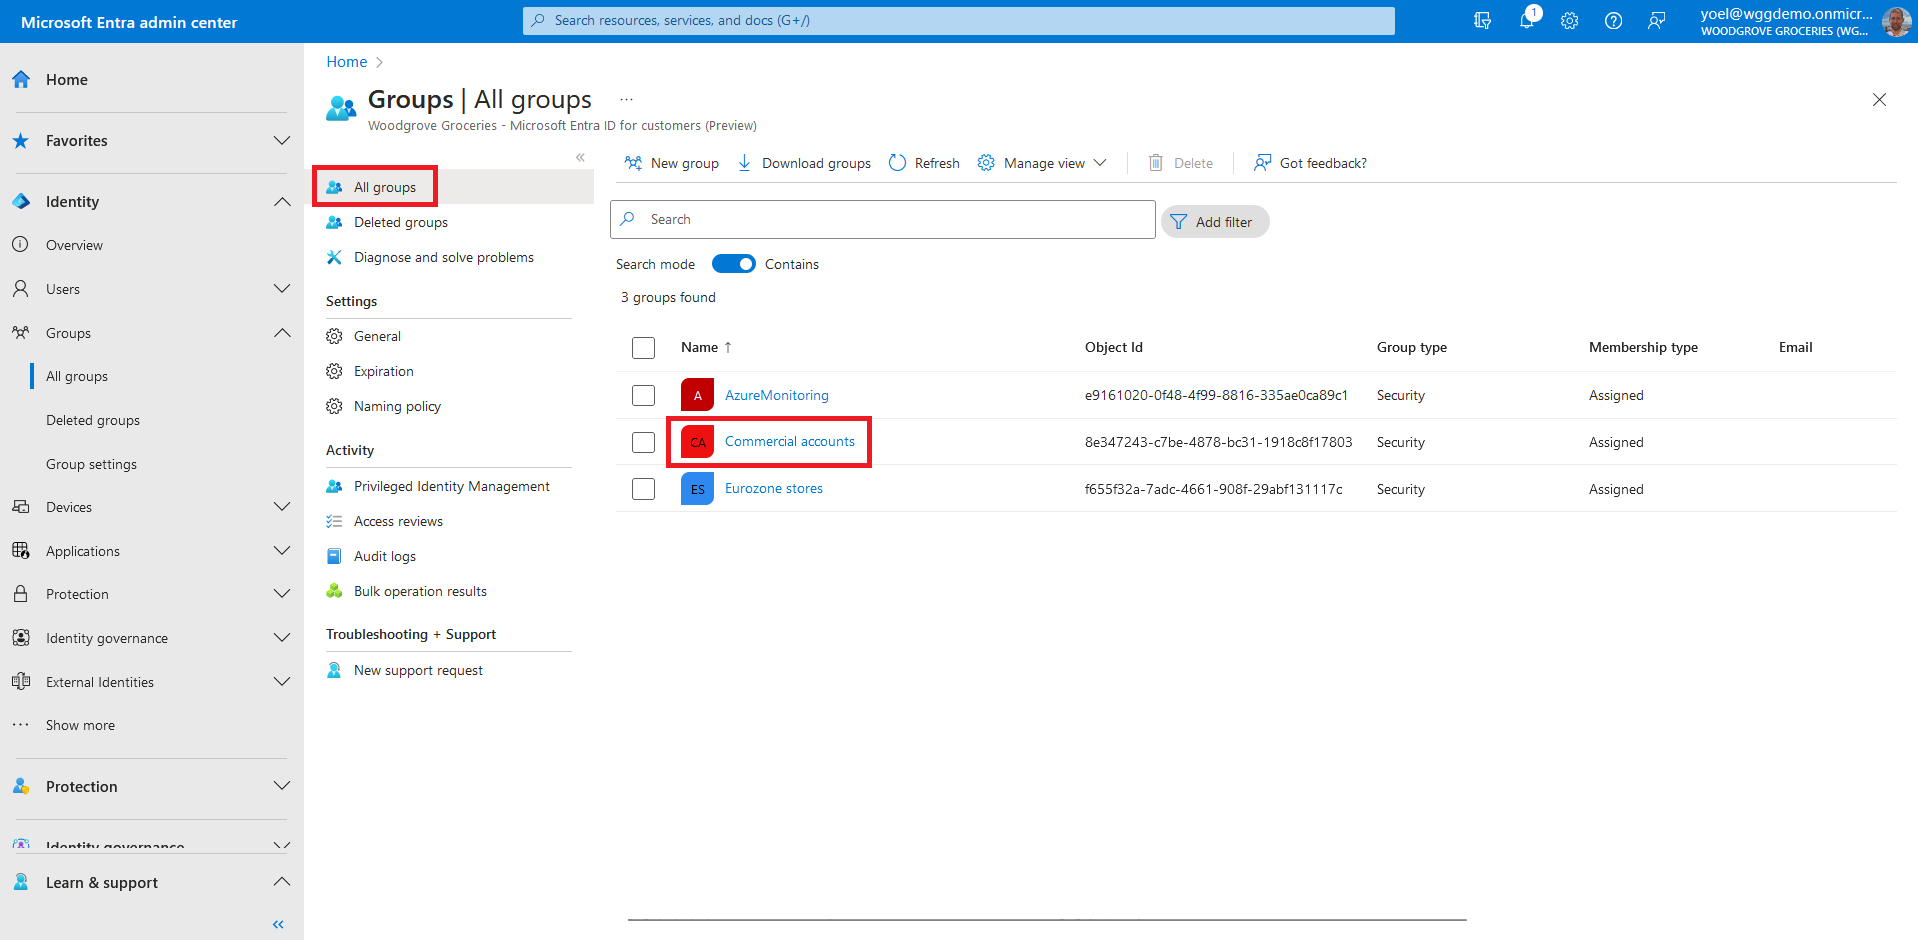 Microsoft Entra admin center
Search resources, services, and docs (G+/)
1
yoel@wggdemo.onmicr...
WOODGROVE GROCERIES (WG...
Home
Favorites
Identity
Overview
Users
Groups
All groups
Deleted groups
Group settings
Devices
Applications
Protection
Identity governance
External Identities
Show more
Protection
Identity governance
Learn & support
Home
Groups | All groups
Woodgrove Groceries - Microsoft Entra ID for customers (Preview)
All groups
Deleted groups
Diagnose and solve problems
Settings
General
Expiration
Naming policy
Activity
Privileged Identity Management
Access reviews
Audit logs
Bulk operation results
Troubleshooting + Support
New support request
New group Download groups Refresh Manage view Delete Got feedback?
Search
Add filter
Search mode Contains
3 groups found
Name ↑ Object Id Group type Membership type Email
A AzureMonitoring e9161020-0f48-4f99-8816-335ae0ca89c1 Security Assigned
CA Commercial accounts 8e347243-c7be-4878-bc31-1918c8f17803 Security Assigned
ES Eurozone stores f655f32a-7adc-4661-908f-29abf131117c Security Assigned